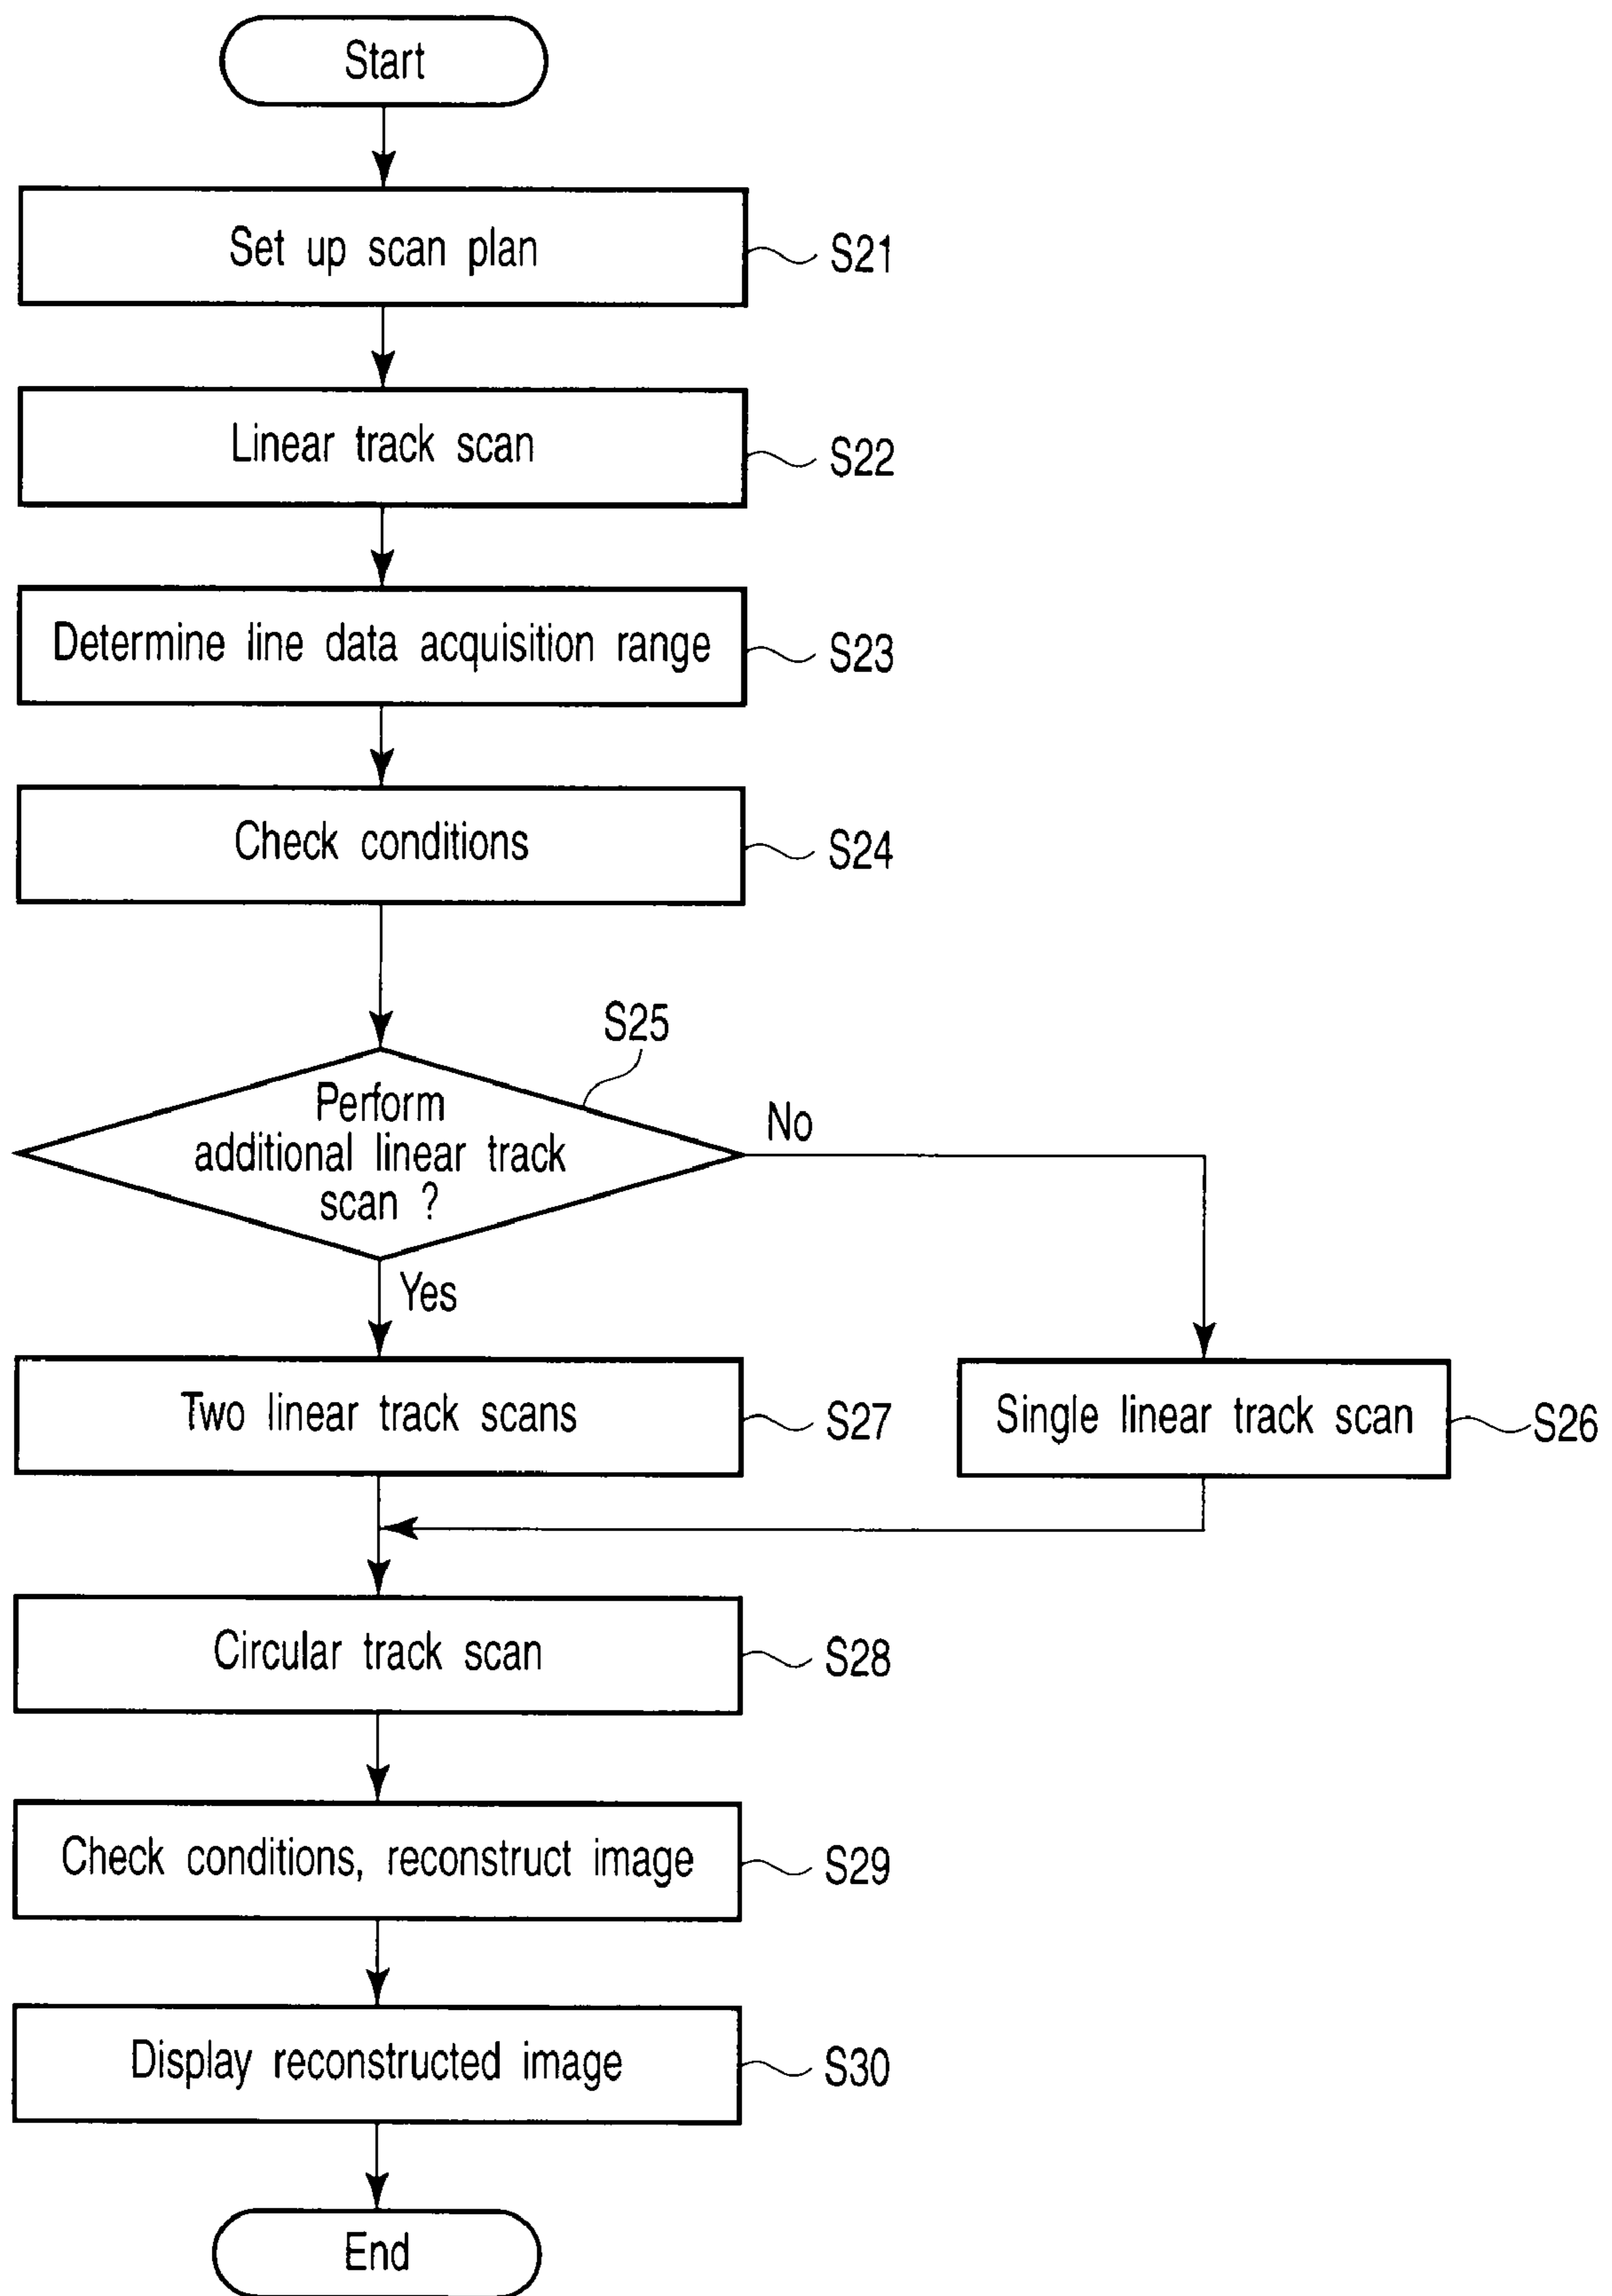 Start
Set up scan plan
S21
Linear track scan
S22
Determine line data acquisition range
S23
Check conditions
S24
S25
Perform
additional linear track
scan ?
No
Yes
Two linear track scans
S27
Single linear track scan
S26
Circular track scan
S28
Check conditions, reconstruct image
S29
Display reconstructed image
S30
End